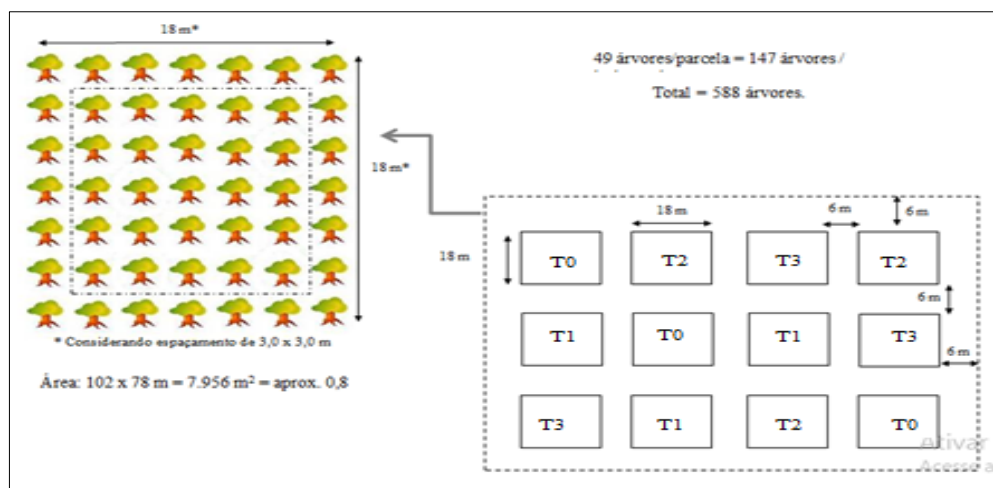 18 m*
49 árvores/parcela = 147 árvores /
Total = 588 árvores.
18 m*
18 m
6 m
6 m
18 m
T0
T2
T3
T2
6 m
T1
T0
T1
T3
6 m
* Considerando espaçamento de 3,0 x 3,0 m
Área: 102 x 78 m = 7.956 m² = aprox. 0,8
T3
T1
T2
T0
Ativar
Acesse a